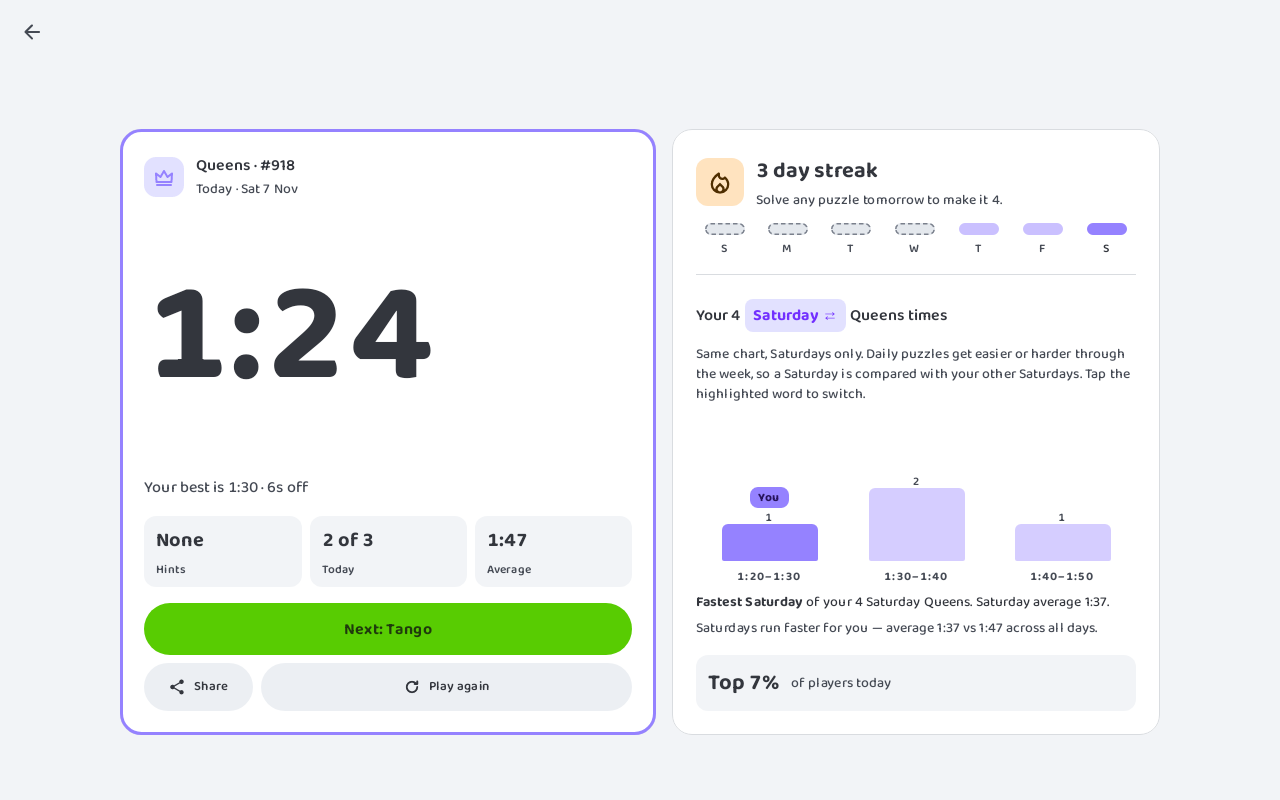 Queens · #918
Today · Sat 7 Nov
1:24
Your best is 1:30 · 6s off
None
Hints
2 of 3
Today
1:47
Average
Next: Tango
Share
Play again
3 day streak
Solve any puzzle tomorrow to make it 4.
S M T W T F S
Your 4 Saturday ⇄ Queens times
Same chart, Saturdays only. Daily puzzles get easier or harder through
the week, so a Saturday is compared with your other Saturdays. Tap the
highlighted word to switch.
You
1 2 1
1:20–1:30 1:30–1:40 1:40–1:50
Fastest Saturday of your 4 Saturday Queens. Saturday average 1:37.
Saturdays run faster for you — average 1:37 vs 1:47 across all days.
Top 7% of players today